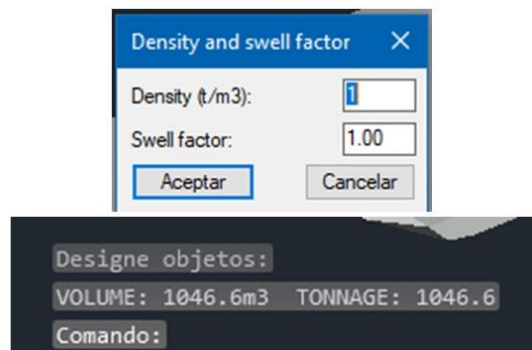 Density and swell factor
Density (t/m3): 1
Swell factor: 1.00
Aceptar Cancelar
Designe objetos:
VOLUME: 1046.6m3 TONNAGE: 1046.6
Comando: